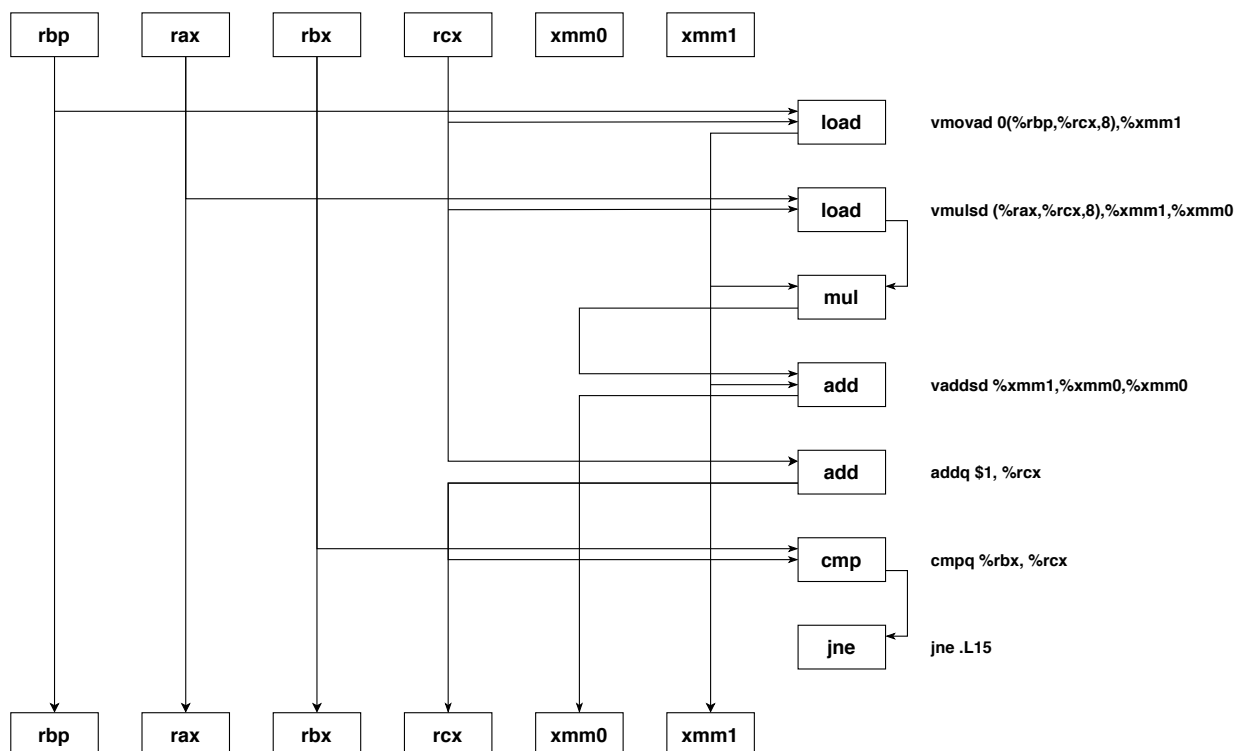 rbp rax rbx rcx xmm0 xmm1
load vmovad 0(%rbp,%rcx,8),%xmm1
load vmulsd (%rax,%rcx,8),%xmm1,%xmm0
mul
add vaddsd %xmm1,%xmm0,%xmm0
add addq $1, %rcx
cmp cmpq %rbx, %rcx
jne jne .L15
rbp rax rbx rcx xmm0 xmm1